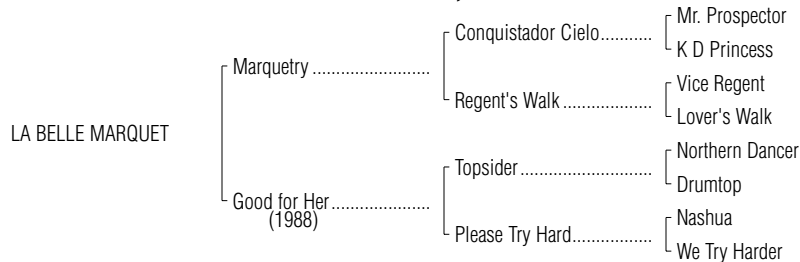 Mr. Prospector
Conquistador Cielo...........
K D Princess
Marquetry ........................
Vice Regent
Regent's Walk ..................
Lover's Walk
LA BELLE MARQUET
Northern Dancer
Topsider...........................
Drumtop
Good for Her.....................
(1988)
Nashua
Please Try Hard................
We Try Harder